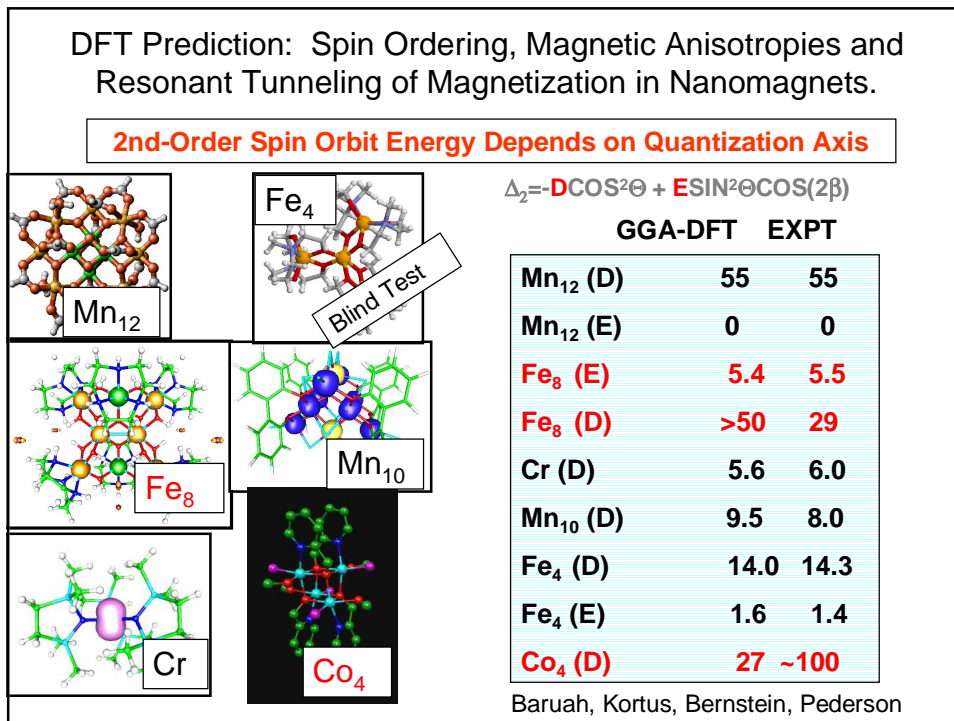 DFT Prediction: Spin Ordering, Magnetic Anisotropies and
Resonant Tunneling of Magnetization in Nanomagnets.
2nd-Order Spin Orbit Energy Depends on Quantization Axis
Mn₁₂
Fe₄
Blind Test
Fe₈
Mn₁₀
Cr
Co₄
Δ₂=-DCOS²Θ + ESIN²ΘCOS(2β)
GGA-DFT EXPT
Mn₁₂ (D) 55 55
Mn₁₂ (E) 0 0
Fe₈ (E) 5.4 5.5
Fe₈ (D) >50 29
Cr (D) 5.6 6.0
Mn₁₀ (D) 9.5 8.0
Fe₄ (D) 14.0 14.3
Fe₄ (E) 1.6 1.4
Co₄ (D) 27 ~100
Baruah, Kortus, Bernstein, Pederson